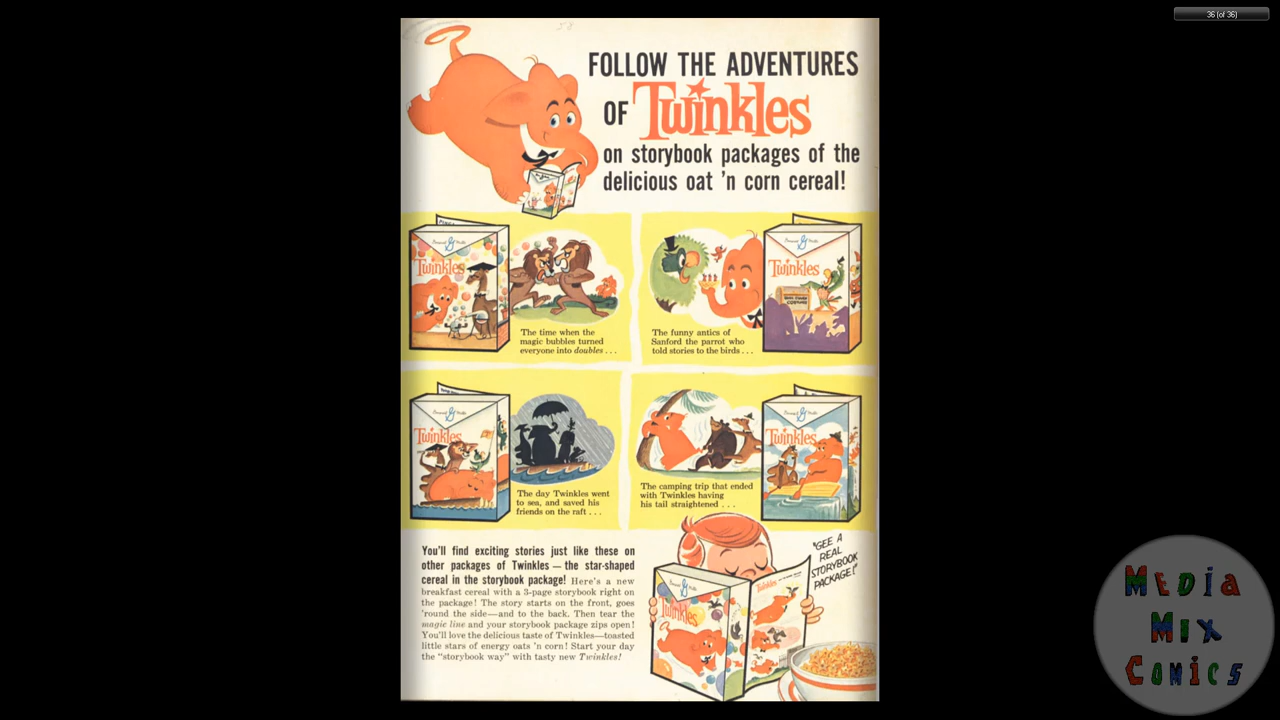 36 (of 36)
FOLLOW THE ADVENTURES
OF Twinkles
on storybook packages of the
delicious oat 'n corn cereal!
Twinkles
The time when the
magic bubbles turned
everyone into doubles . . .
The funny antics of
Sanford the parrot who
told stories to the birds . . .
Twinkles
Twinkles
The day Twinkles went
to sea, and saved his
friends on the raft . . .
The camping trip that ended
with Twinkles having
his tail straightened . . .
Twinkles
You'll find exciting stories just like these on
other packages of Twinkles — the star-shaped
cereal in the storybook package! Here's a new
breakfast cereal with a 3-page storybook right on
the package! The story starts on the front, goes
'round the side—and to the back. Then tear the
magic line and your storybook package zips open!
You'll love the delicious taste of Twinkles—toasted
little stars of energy oats 'n corn! Start your day
the "storybook way" with tasty new Twinkles!
"GEE A
REAL
STORYBOOK
PACKAGE!"
Twinkles
Twinkles
MEDIA
MIX
COMICS